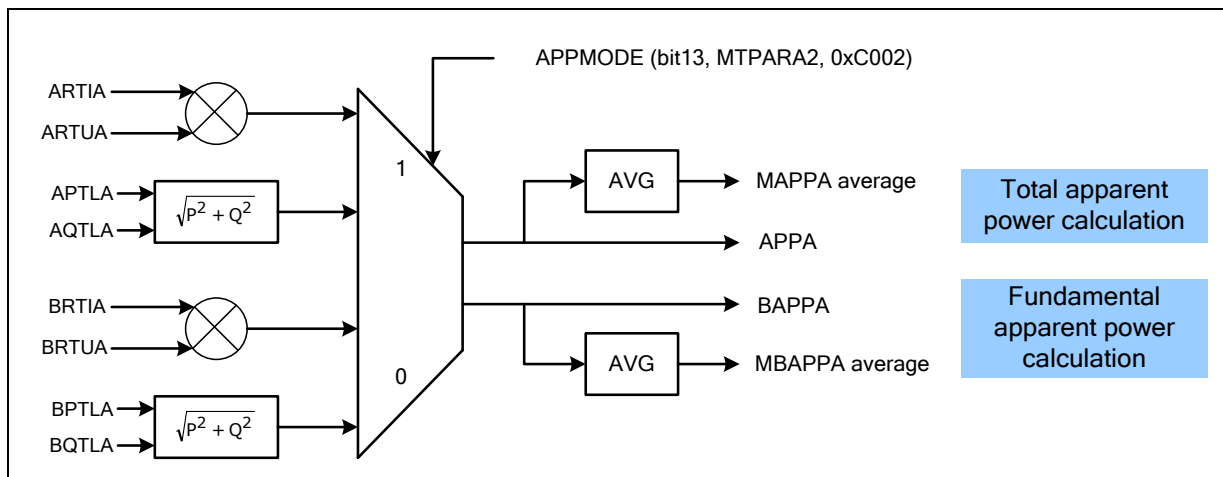 APPMODE (bit13, MTPARA2, 0xC002)
ARTIA
ARTUA
1
APTLA
AQTLA
√P² + Q²
AVG
MAPPA average
APPA
Total apparent
power calculation
BRTIA
BRTUA
BAPPA
0
AVG
MBAPPA average
Fundamental
apparent power
calculation
BPTLA
BQTLA
√P² + Q²